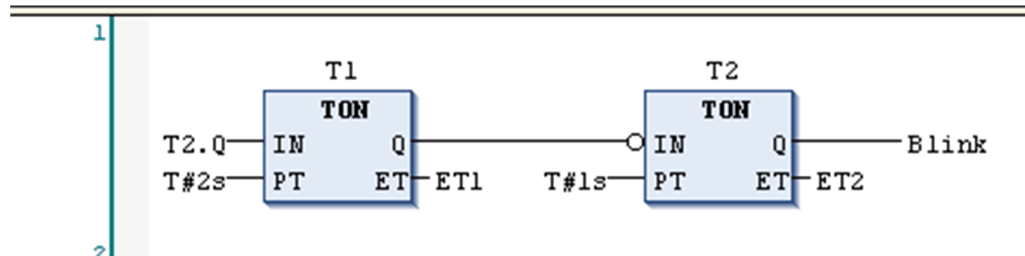 1
T1 T2
TON TON
T2.Q IN Q IN Q Blink
T#2s PT ET ET1 T#1s PT ET ET2
2